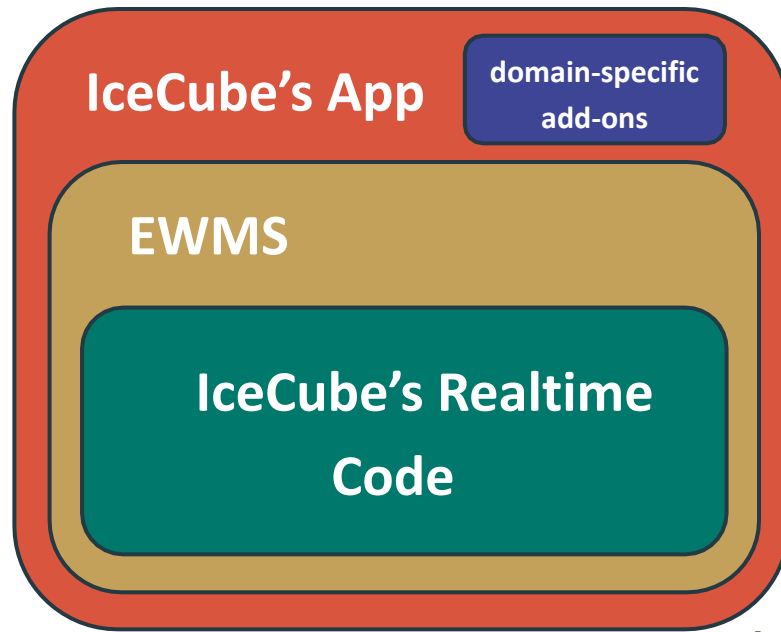 IceCube’s App
domain-specific
add-ons
EWMS
IceCube’s Realtime
Code